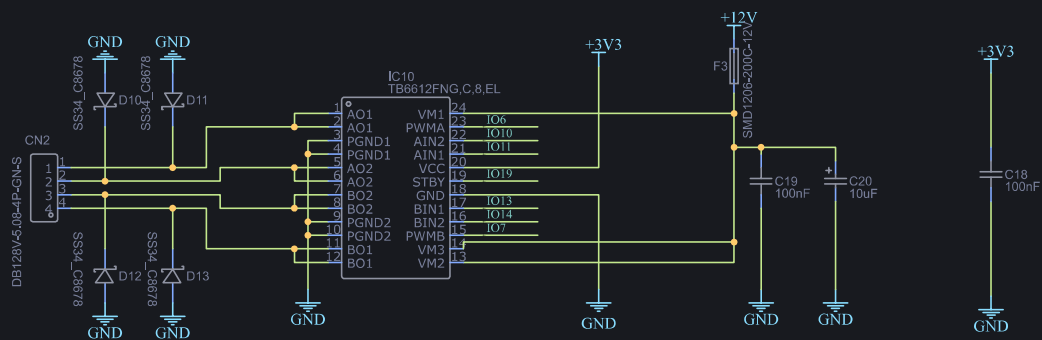 +12V
GND
GND
+3V3
+3V3
SS34_C8678
SS34_C8678
D10
D11
F3
SMD1206-200C-12V
IC10
TB6612FNG,C,8,EL
CN2
DB128V-5.08-4P-GN-S
1 1
2 2
3 3
4 4
1 AO1
2 AO1
3 PGND1
4 PGND1
5 AO2
6 AO2
7 BO2
8 BO2
9 PGND2
10 PGND2
11 BO1
12 BO1
VM1 24
PWMA 23 IO6
AIN2 22 IO10
AIN1 21 IO11
VCC 20
STBY 19 IO19
GND 18
BIN1 17 IO13
BIN2 16 IO14
PWMB 15 IO7
VM3 14
VM2 13
C19
100nF
+
C20
10uF
C18
100nF
SS34_C8678
SS34_C8678
D12
D13
GND
GND
GND
GND
GND
GND
GND